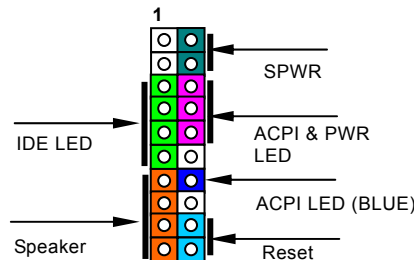 1
SPWR
IDE LED
ACPI & PWR
LED
ACPI LED (BLUE)
Speaker
Reset